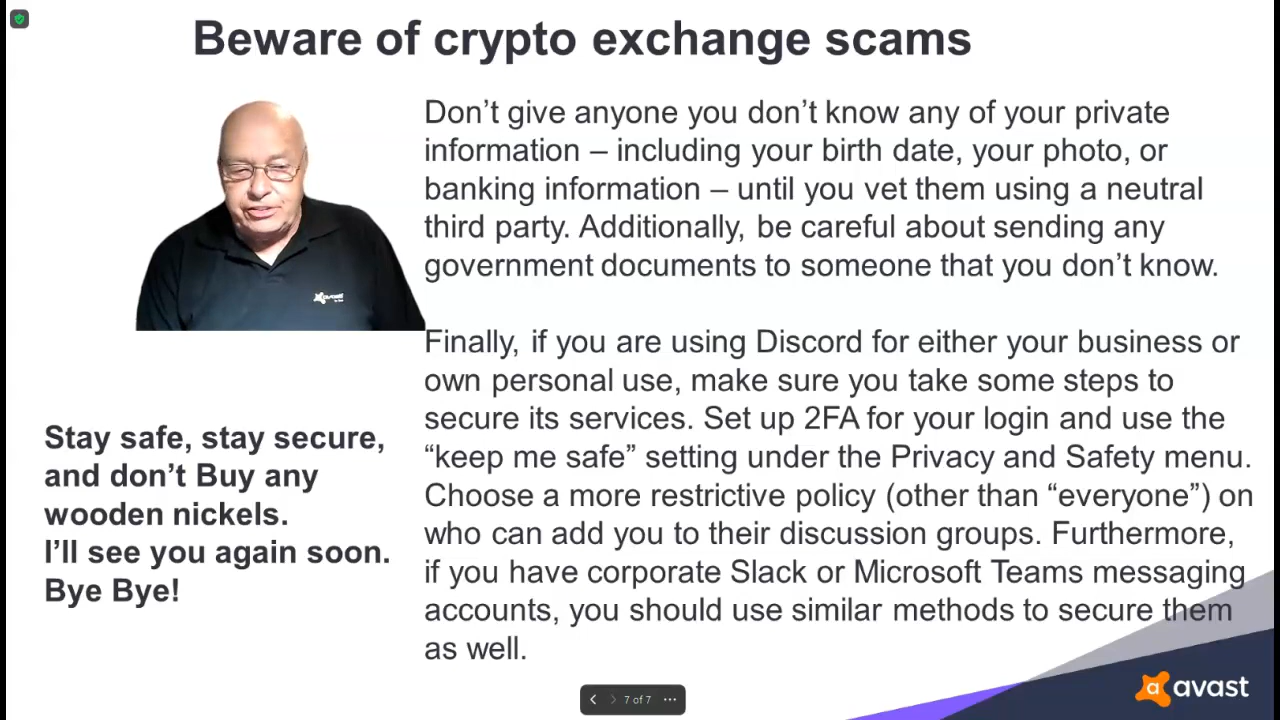 Beware of crypto exchange scams
Don’t give anyone you don’t know any of your private
information – including your birth date, your photo, or
banking information – until you vet them using a neutral
third party. Additionally, be careful about sending any
government documents to someone that you don’t know.
avast
Finally, if you are using Discord for either your business or
own personal use, make sure you take some steps to
secure its services. Set up 2FA for your login and use the
“keep me safe” setting under the Privacy and Safety menu.
Choose a more restrictive policy (other than “everyone”) on
who can add you to their discussion groups. Furthermore,
if you have corporate Slack or Microsoft Teams messaging
accounts, you should use similar methods to secure them
as well.
Stay safe, stay secure,
and don’t Buy any
wooden nickels.
I’ll see you again soon.
Bye Bye!
7 of 7
avast